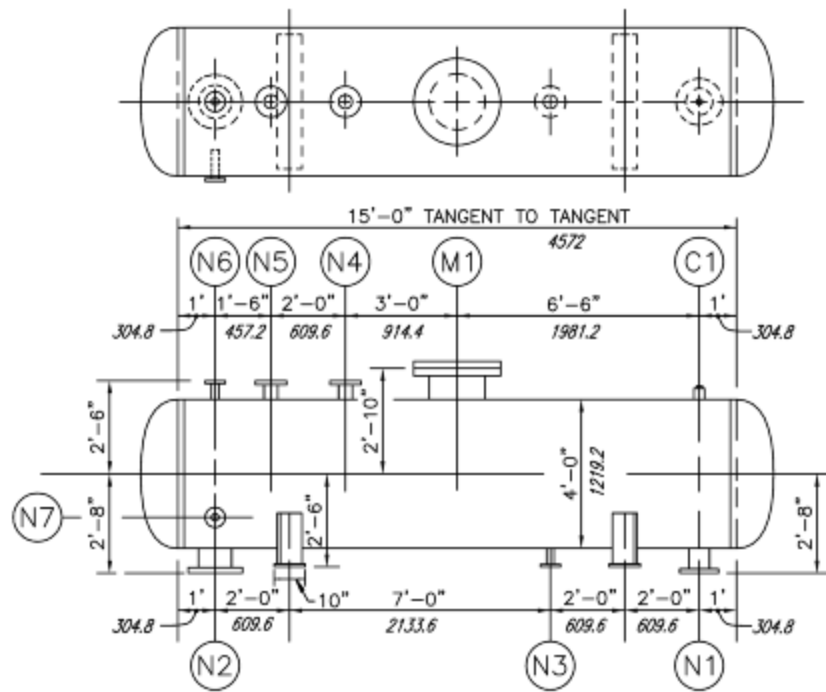 15'-0" TANGENT TO TANGENT
4572
N6 N5 N4 M1 C1
1' 1'-6" 2'-0" 3'-0" 6'-6" 1'
304.8 457.2 609.6 914.4 1981.2 304.8
2'-6"
2'-10"
4'-0"
1219.2
N7
2'-8"
2'-6"
2'-8"
10"
1' 2'-0" 7'-0" 2'-0" 2'-0" 1'
304.8 609.6 2133.6 609.6 609.6 304.8
N2 N3 N1